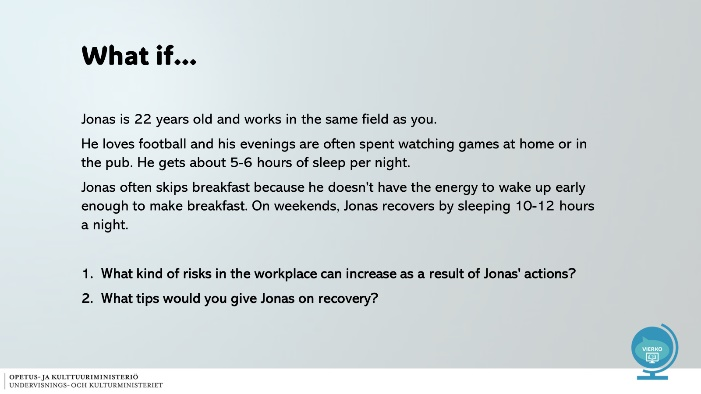 What if...
Jonas is 22 years old and works in the same field as you.
He loves football and his evenings are often spent watching games at home or in
the pub. He gets about 5-6 hours of sleep per night.
Jonas often skips breakfast because he doesn't have the energy to wake up early
enough to make breakfast. On weekends, Jonas recovers by sleeping 10-12 hours
a night.
1. What kind of risks in the workplace can increase as a result of Jonas' actions?
2. What tips would you give Jonas on recovery?
VIERKO
OPETUS- JA KULTTUURIMINISTERIÖ
UNDERVISNINGS- OCH KULTURMINISTERIET